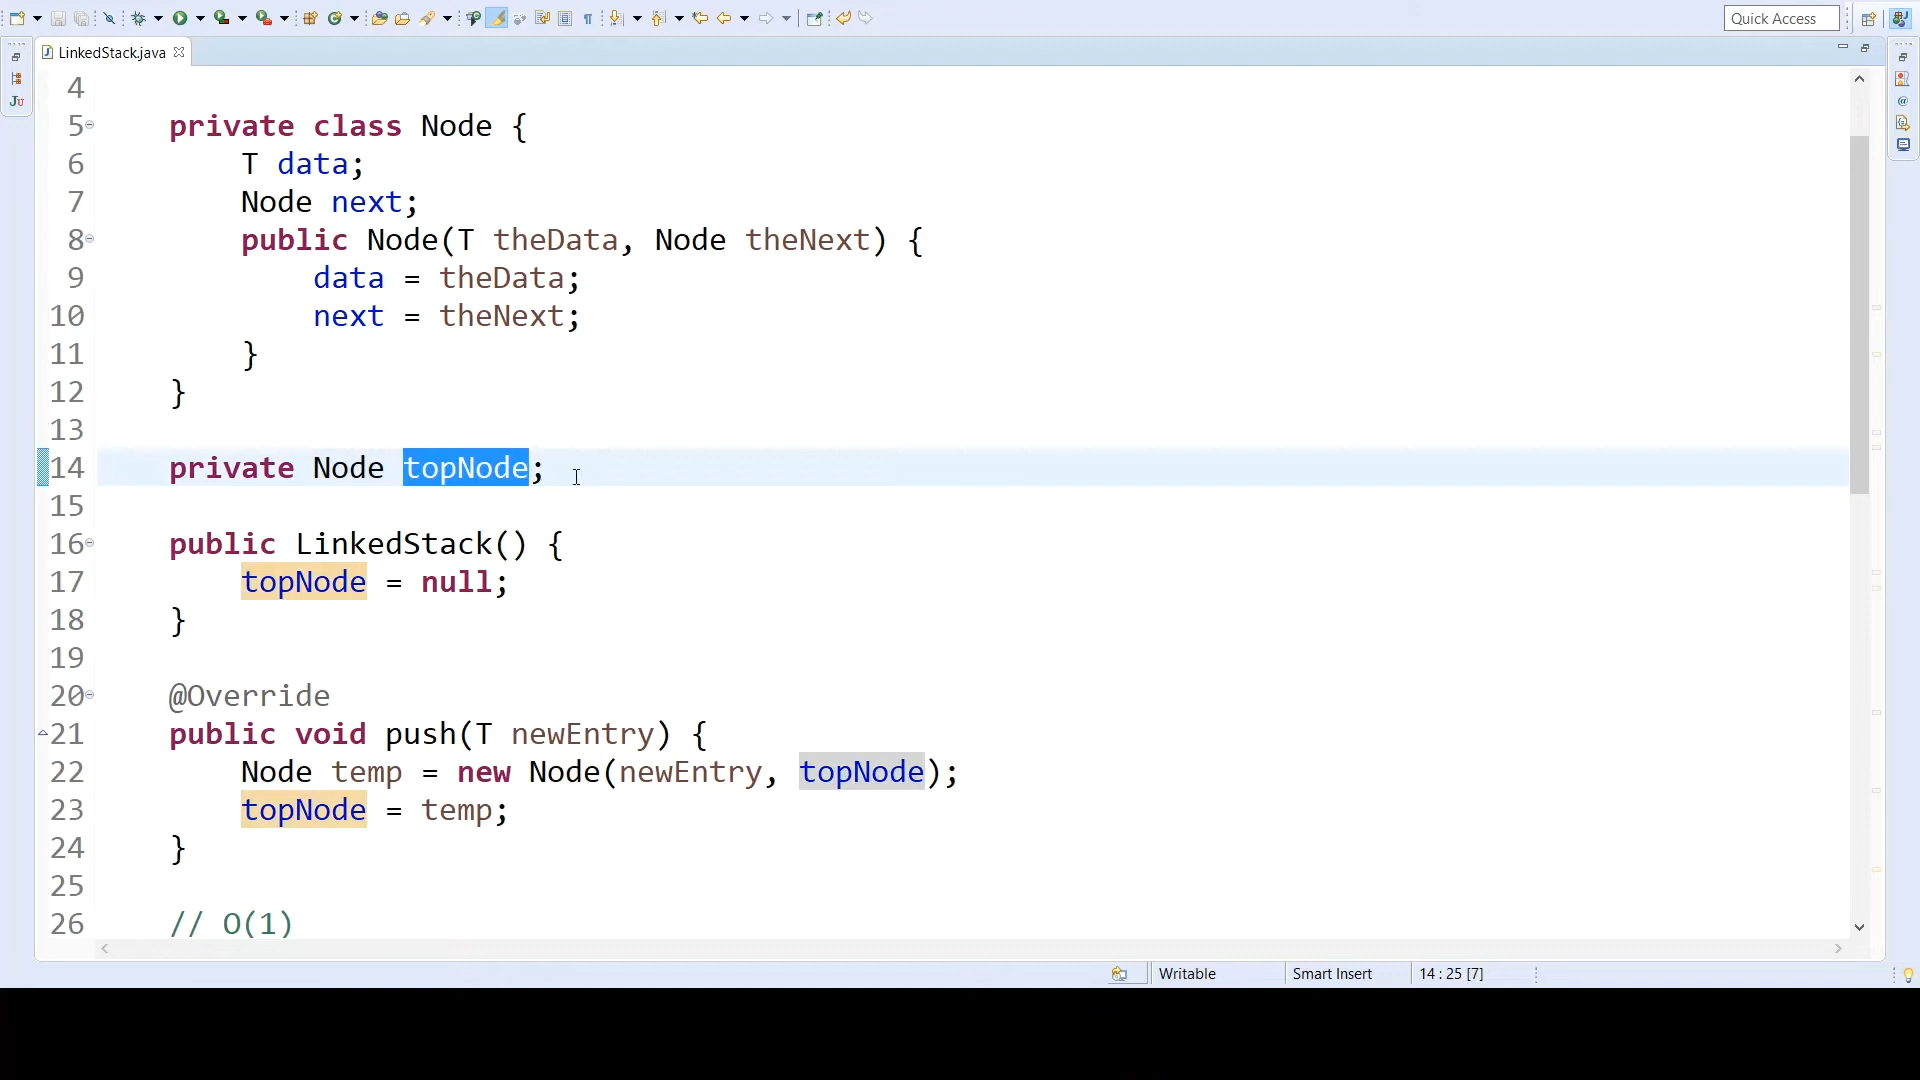 Quick Access
LinkedStack.java
4
5 private class Node {
6 T data;
7 Node next;
8 public Node(T theData, Node theNext) {
9 data = theData;
10 next = theNext;
11 }
12 }
13
14 private Node topNode;
15
16 public LinkedStack() {
17 topNode = null;
18 }
19
20 @Override
21 public void push(T newEntry) {
22 Node temp = new Node(newEntry, topNode);
23 topNode = temp;
24 }
25
26 // O(1)
Writable Smart Insert 14 : 25 [7]